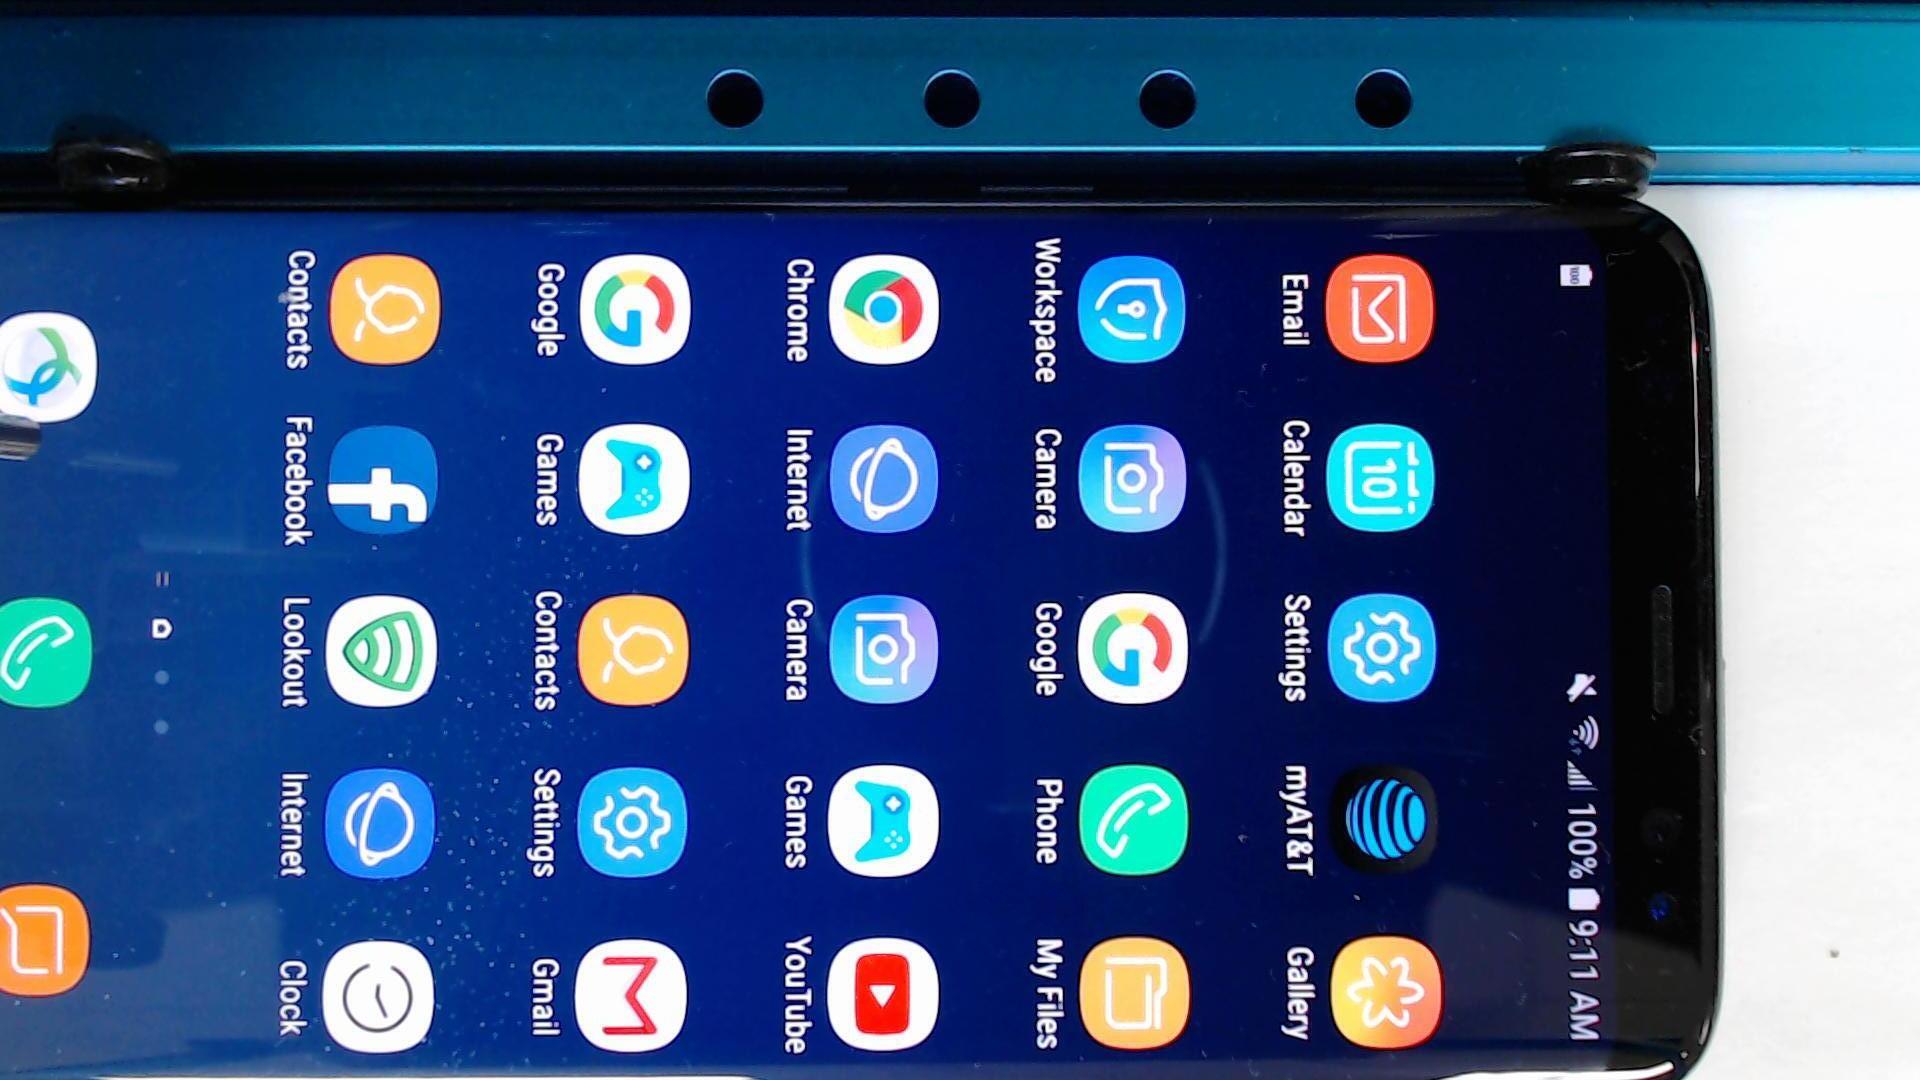 100% 9:11 AM
Email Calendar Settings myAT&T Gallery
10
Workspace Camera Google Phone My Files
Chrome Internet Camera Games YouTube
Google Games Contacts Settings Gmail
Contacts Facebook Lookout Internet Clock